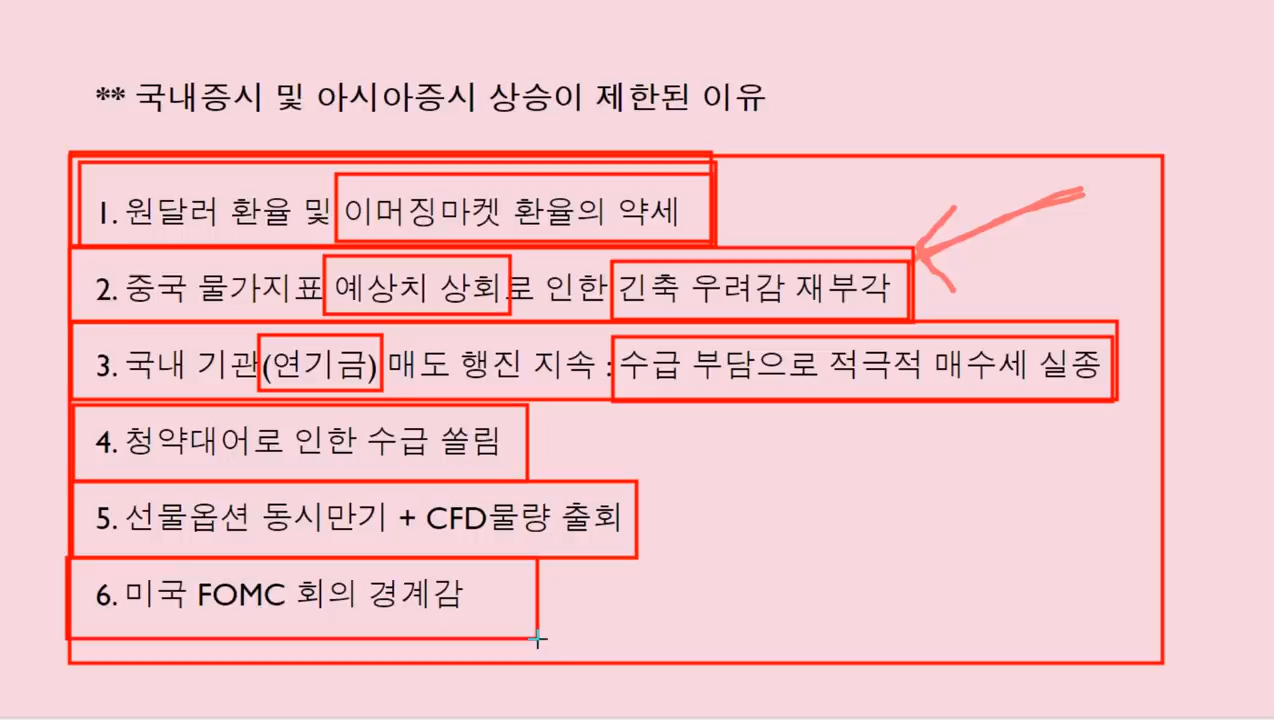 ** 국내증시 및 아시아증시 상승이 제한된 이유
1. 원달러 환율 및 이머징마켓 환율의 약세
2. 중국 물가지표 예상치 상회로 인한 긴축 우려감 재부각
3. 국내 기관(연기금) 매도 행진 지속 : 수급 부담으로 적극적 매수세 실종
4. 청약대어로 인한 수급 쏠림
5. 선물옵션 동시만기 + CFD물량 출회
6. 미국 FOMC 회의 경계감